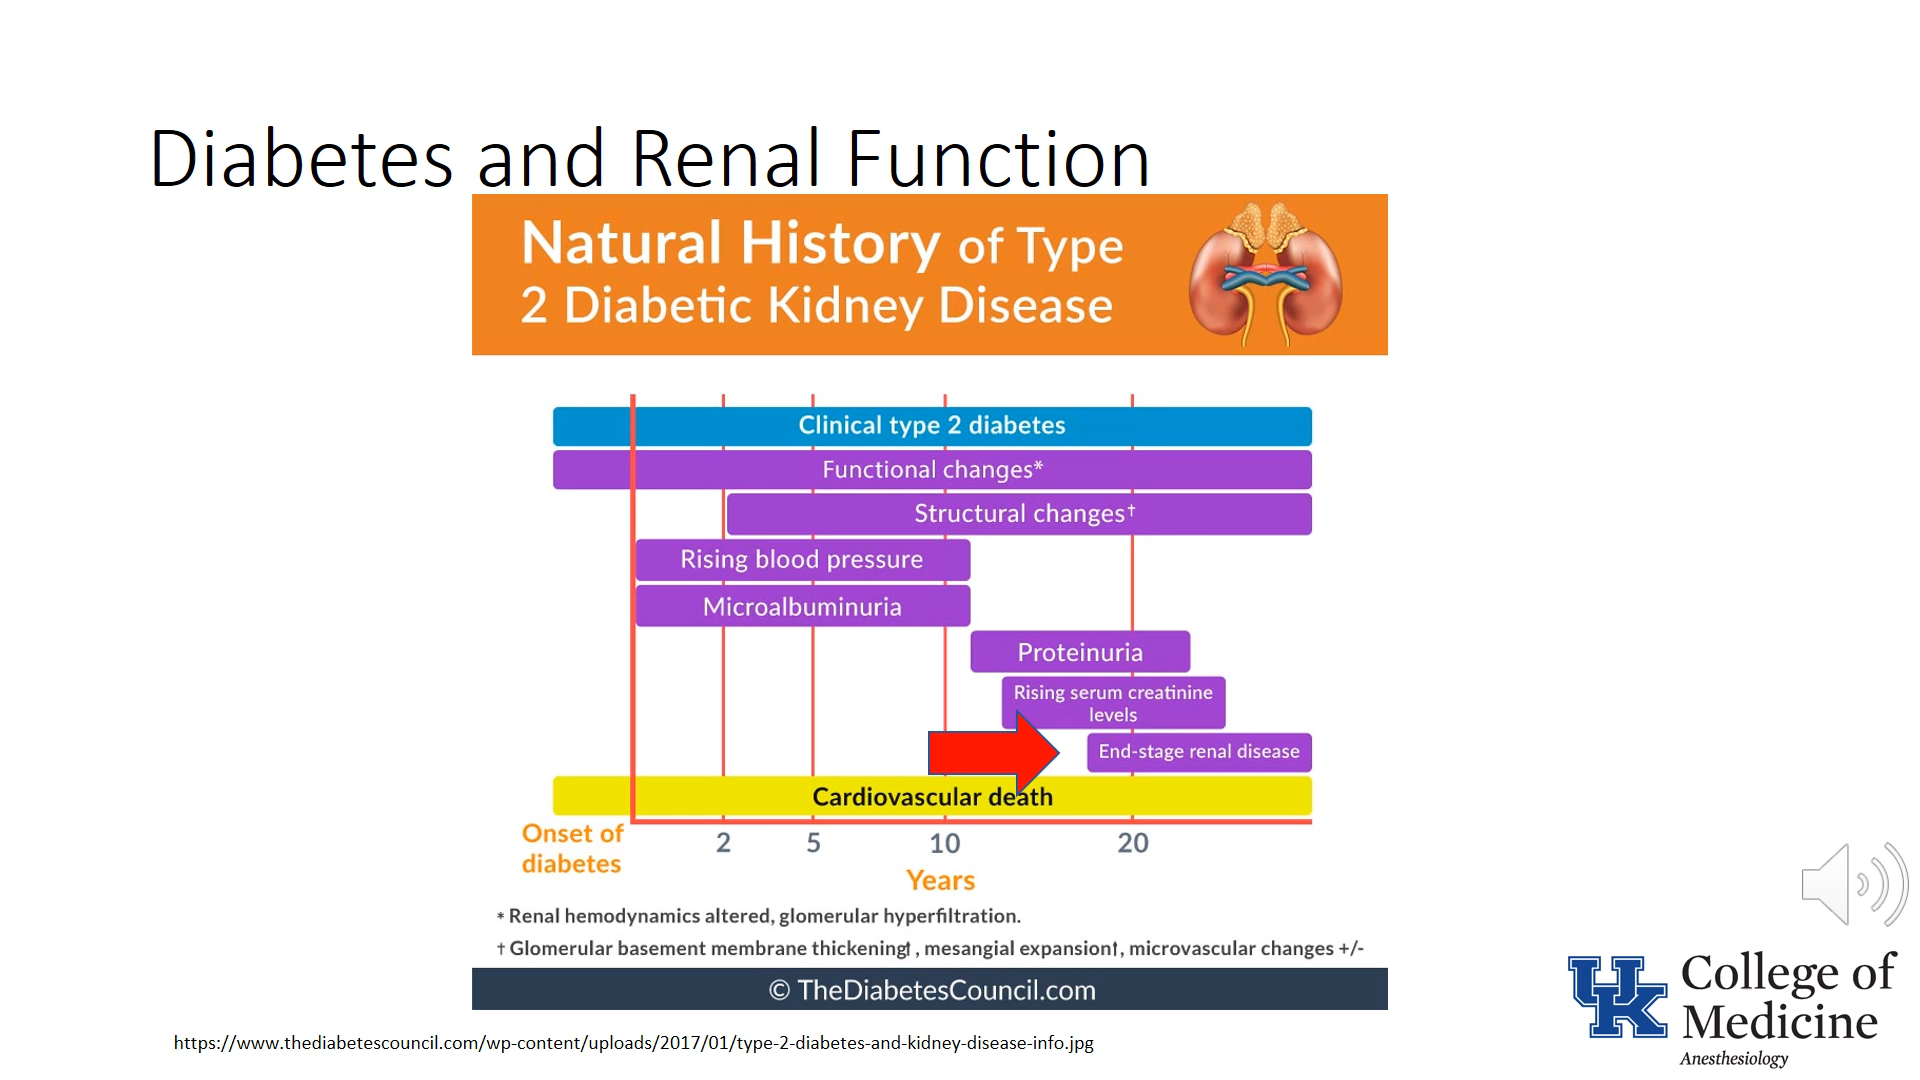 Diabetes and Renal Function
Natural History of Type
2 Diabetic Kidney Disease
Clinical type 2 diabetes
Functional changes*
Structural changes†
Rising blood pressure
Microalbuminuria
Proteinuria
Rising serum creatinine
levels
End-stage renal disease
Cardiovascular death
Onset of
diabetes
2 5 10 20
Years
* Renal hemodynamics altered, glomerular hyperfiltration.
† Glomerular basement membrane thickening↑ , mesangial expansion↑, microvascular changes +/-
© TheDiabetesCouncil.com
https://www.thediabetescouncil.com/wp-content/uploads/2017/01/type-2-diabetes-and-kidney-disease-info.jpg
UK
College of
Medicine
Anesthesiology